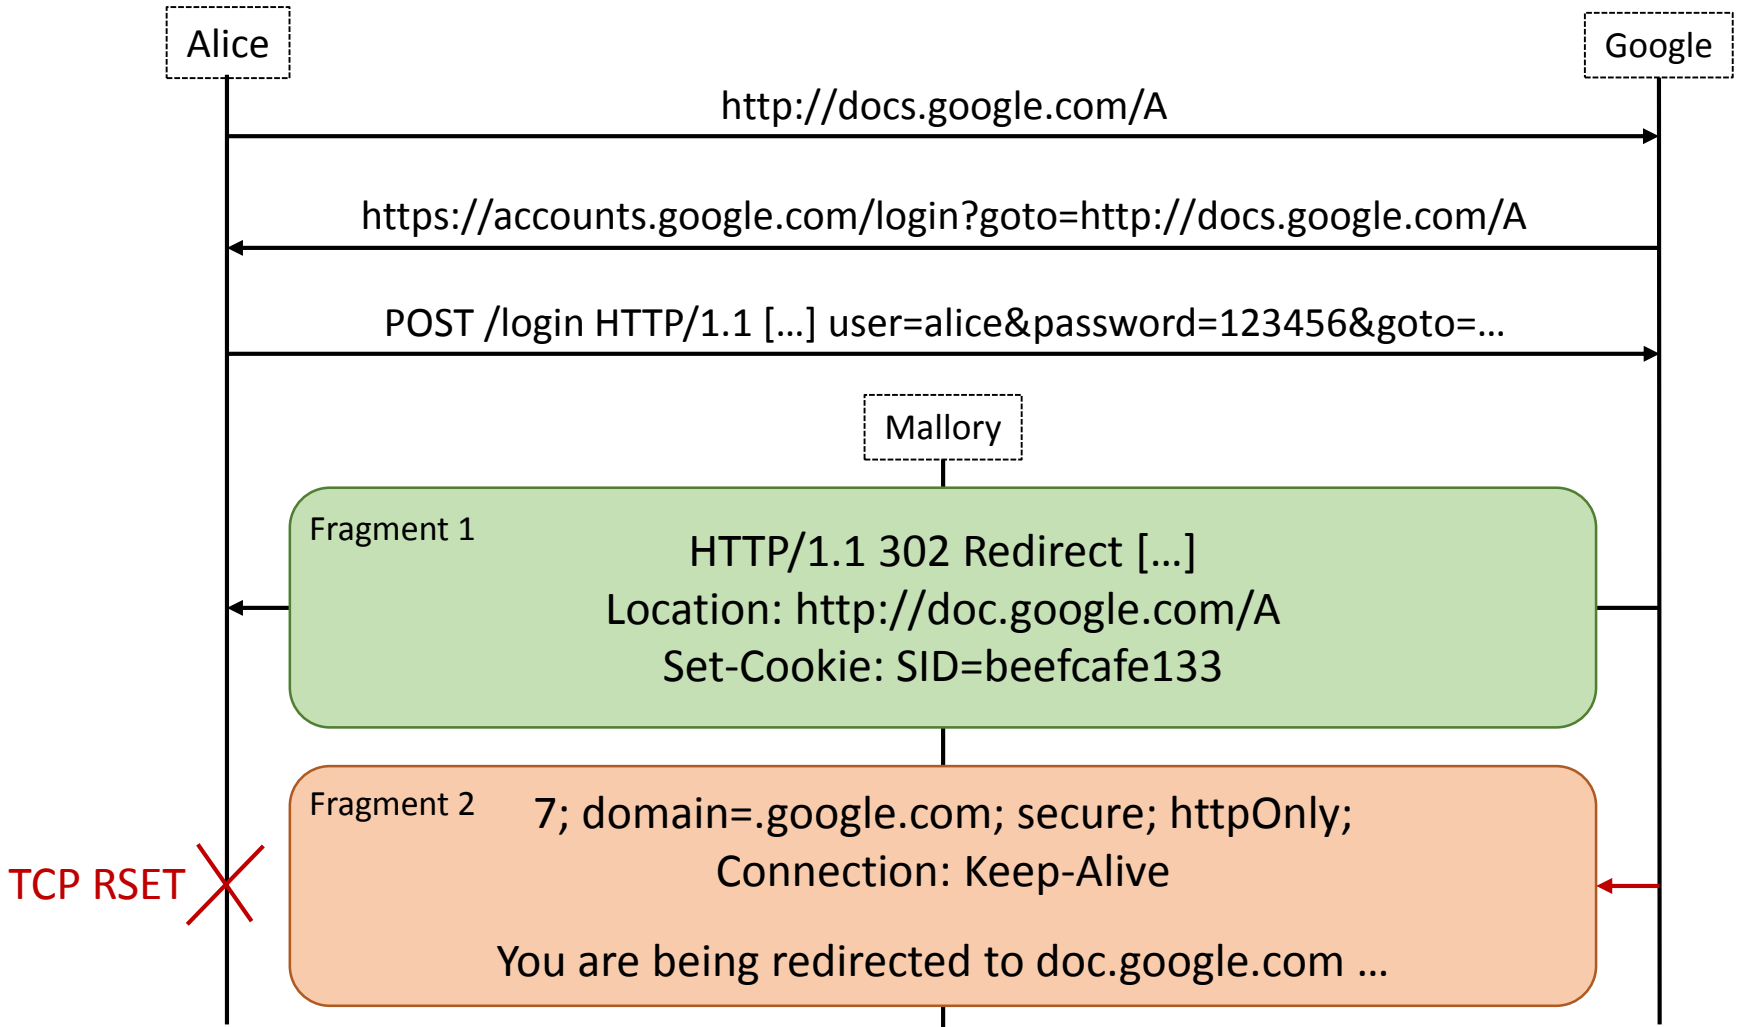 Alice
Google
http://docs.google.com/A
https://accounts.google.com/login?goto=http://docs.google.com/A
POST /login HTTP/1.1 [...] user=alice&password=123456&goto=...
Mallory
Fragment 1
HTTP/1.1 302 Redirect [...]
Location: http://doc.google.com/A
Set-Cookie: SID=beefcafe133
Fragment 2
7; domain=.google.com; secure; httpOnly;
Connection: Keep-Alive
TCP RSET
You are being redirected to doc.google.com ...